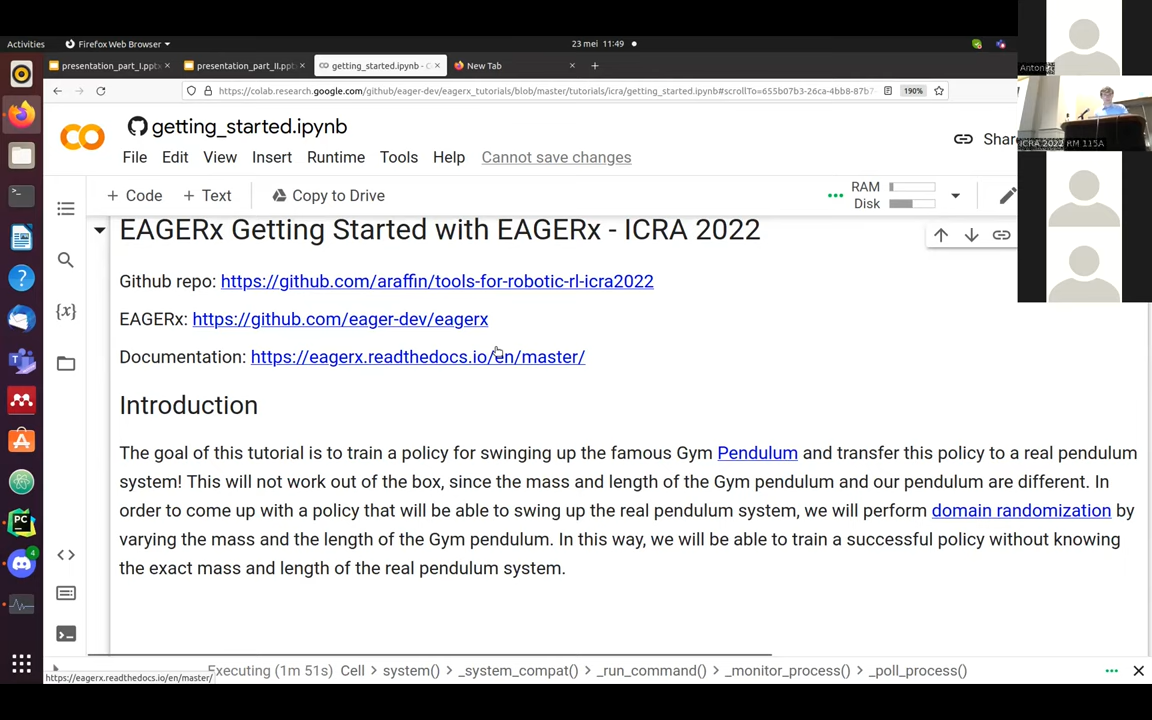 Activities
Firefox Web Browser
23 mei 11:49
presentation_part_I.pptx
presentation_part_II.ppt
getting_started.ipynb - C
New Tab
https://colab.research.google.com/github/eager-dev/eagerx_tutorials/blob/master/tutorials/icra/getting_started.ipynb#scrollTo=655b07b3-26ca-4bb8-87b7-
190%
ICRA 2022 RM 115A
getting_started.ipynb
Share
File Edit View Insert Runtime Tools Help Cannot save changes
+ Code + Text Copy to Drive
RAM
Disk
EAGERx Getting Started with EAGERx - ICRA 2022
Github repo: https://github.com/araffin/tools-for-robotic-rl-icra2022
EAGERx: https://github.com/eager-dev/eagerx
Documentation: https://eagerx.readthedocs.io/en/master/
Introduction
The goal of this tutorial is to train a policy for swinging up the famous Gym Pendulum and transfer this policy to a real pendulum
system! This will not work out of the box, since the mass and length of the Gym pendulum and our pendulum are different. In
order to come up with a policy that will be able to swing up the real pendulum system, we will perform domain randomization by
varying the mass and the length of the Gym pendulum. In this way, we will be able to train a successful policy without knowing
the exact mass and length of the real pendulum system.
Executing (1m 51s) Cell > system() > _system_compat() > _run_command() > _monitor_process() > _poll_process()
https://eagerx.readthedocs.io/en/master/